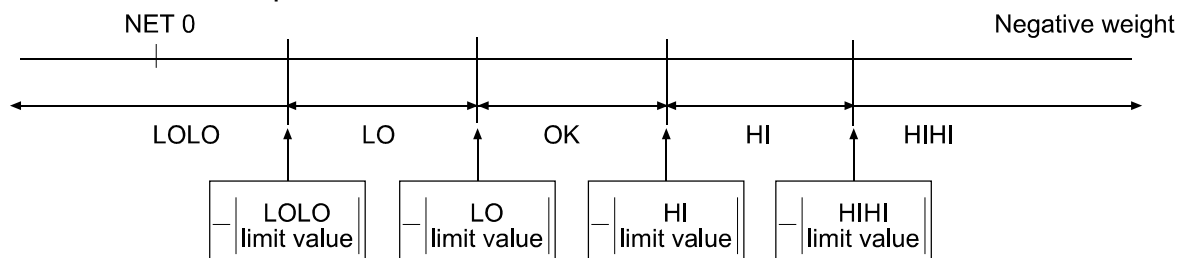 NET 0 Negative weight
LOLO LO OK HI HIHI
LOLO LO HI HIHI
−|limit value| −|limit value| −|limit value| −|limit value|